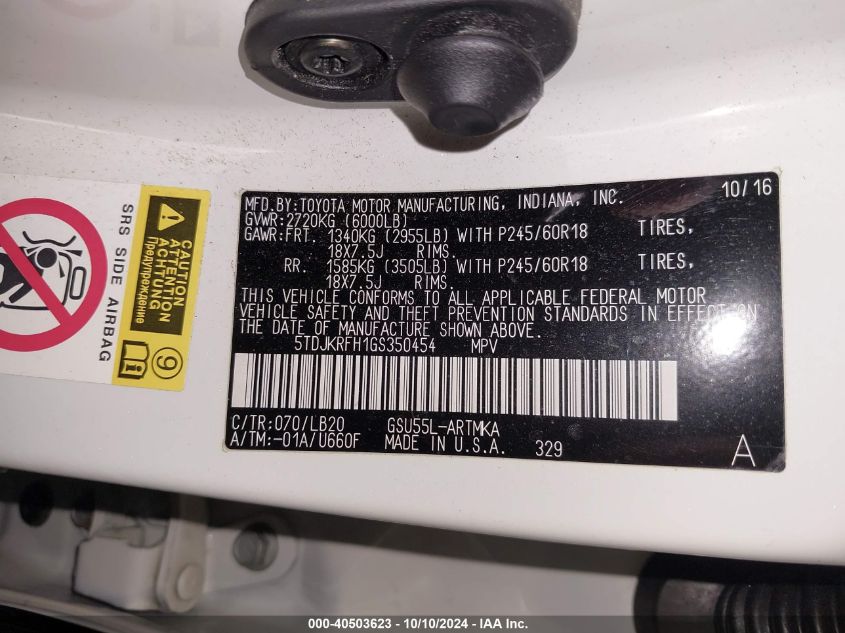 MFD.BY:TOYOTA MOTOR MANUFACTURING, INDIANA, INC. 10/16
GVWR:2720KG (6000LB)
GAWR:FRT. 1340KG (2955LB) WITH P245/60R18 TIRES,
18X7.5J RIMS.
RR. 1585KG (3505LB) WITH P245/60R18 TIRES,
18X7.5J RIMS.
THIS VEHICLE CONFORMS TO ALL APPLICABLE FEDERAL MOTOR
VEHICLE SAFETY AND THEFT PREVENTION STANDARDS IN EFFECT ON
THE DATE OF MANUFACTURE SHOWN ABOVE.
5TDJKRFH1GS350454 MPV
C/TR:070/LB20 GSU55L-ARTMKA
A/TM:-01A/U660F MADE IN U.S.A. 329 A
SRS SIDE AIRBAG
CAUTION
ATTENTION
ACHTUNG
Предупреждение
9
000-40503623 - 10/10/2024 - IAA Inc.